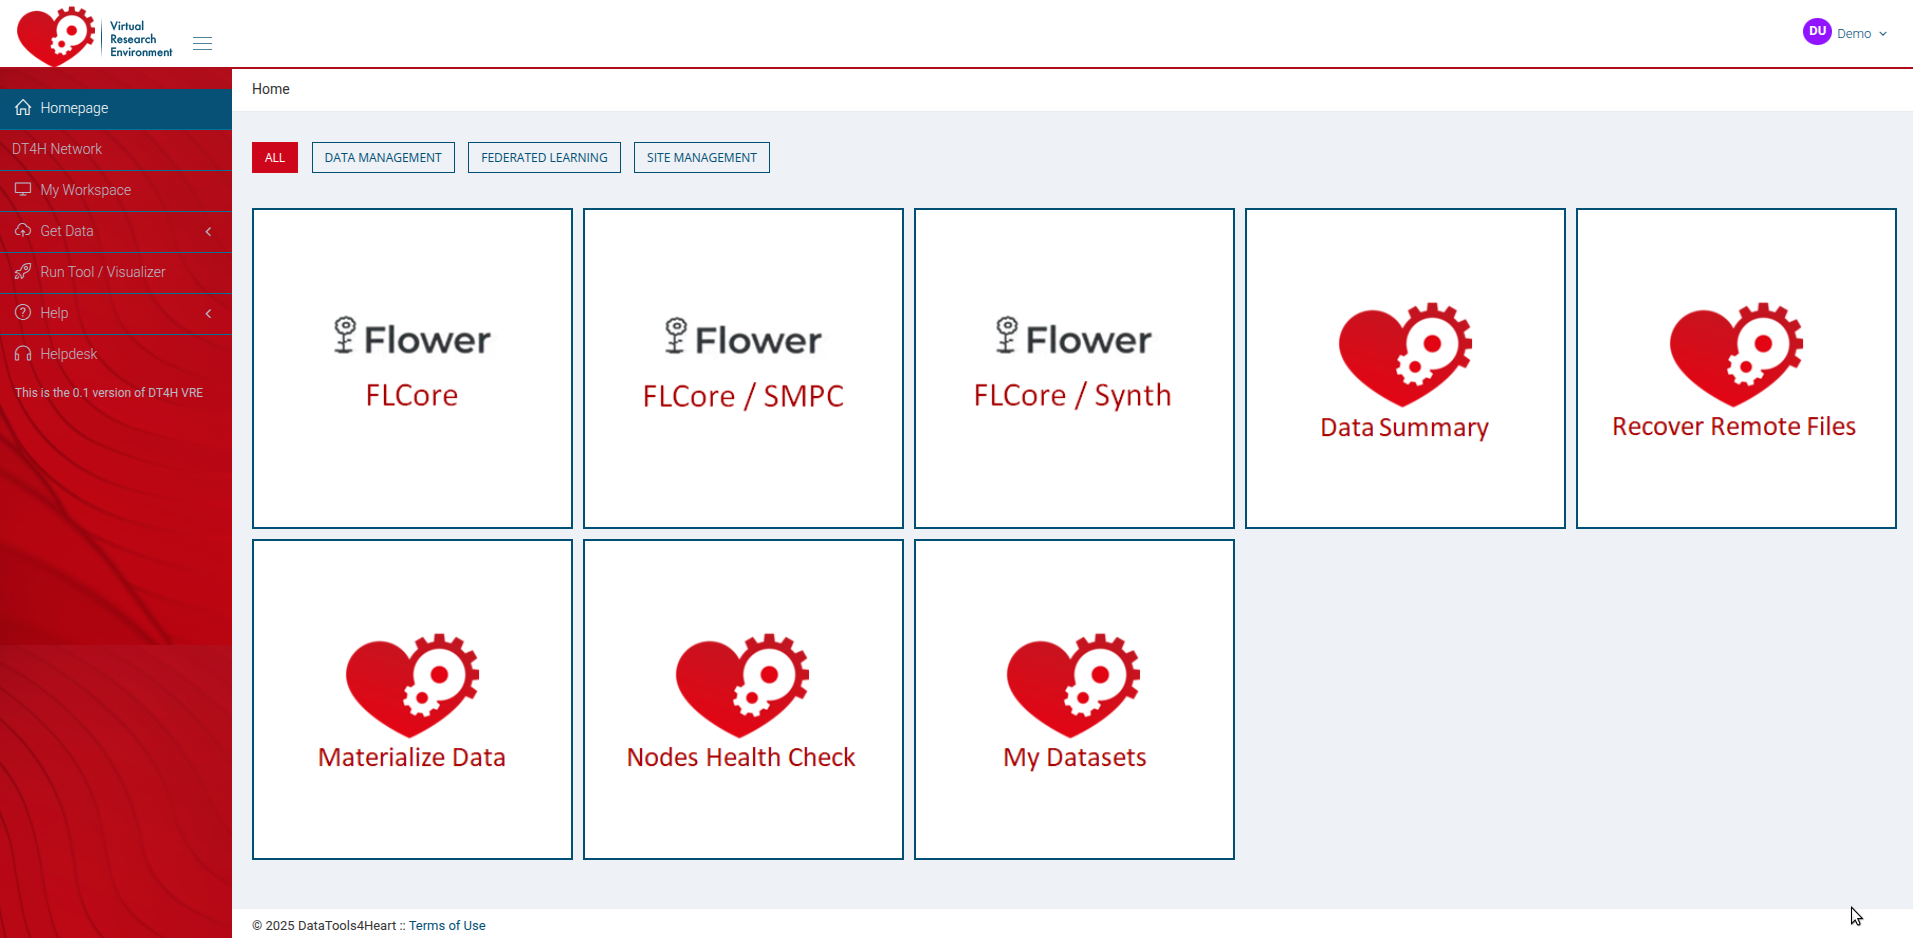 Virtual
Research
Environment
DU Demo
Homepage
DT4H Network
My Workspace
Get Data
Run Tool / Visualizer
Help
Helpdesk
This is the 0.1 version of DT4H VRE
Home
ALL DATA MANAGEMENT FEDERATED LEARNING SITE MANAGEMENT
Flower
FLCore
Flower
FLCore / SMPC
Flower
FLCore / Synth
Data Summary
Recover Remote Files
Materialize Data
Nodes Health Check
My Datasets
© 2025 DataTools4Heart :: Terms of Use